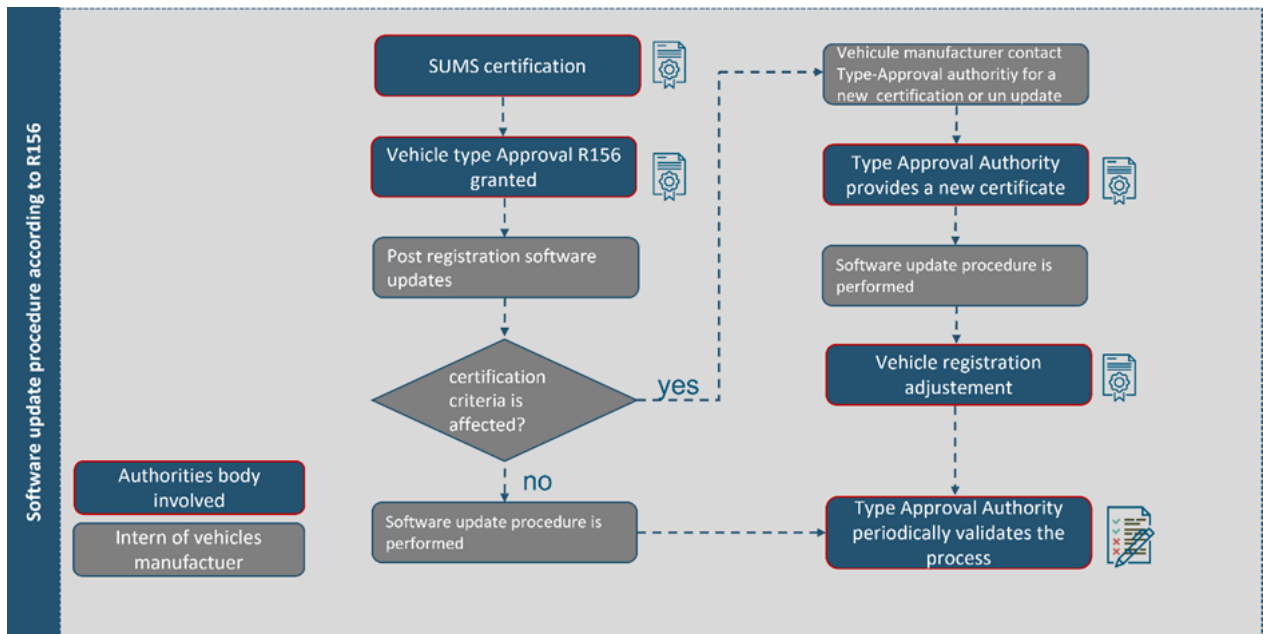 Software update procedure according to R156
SUMS certification
Vehicle type Approval R156
granted
Post registration software
updates
certification
criteria is
affected?
yes
no
Software update procedure is
performed
Vehicule manufacturer contact
Type-Approval authoritiy for a
new certification or un update
Type Approval Authority
provides a new certificate
Software update procedure is
performed
Vehicle registration
adjustement
Type Approval Authority
periodically validates the
process
Authorities body
involved
Intern of vehicles
manufactuer